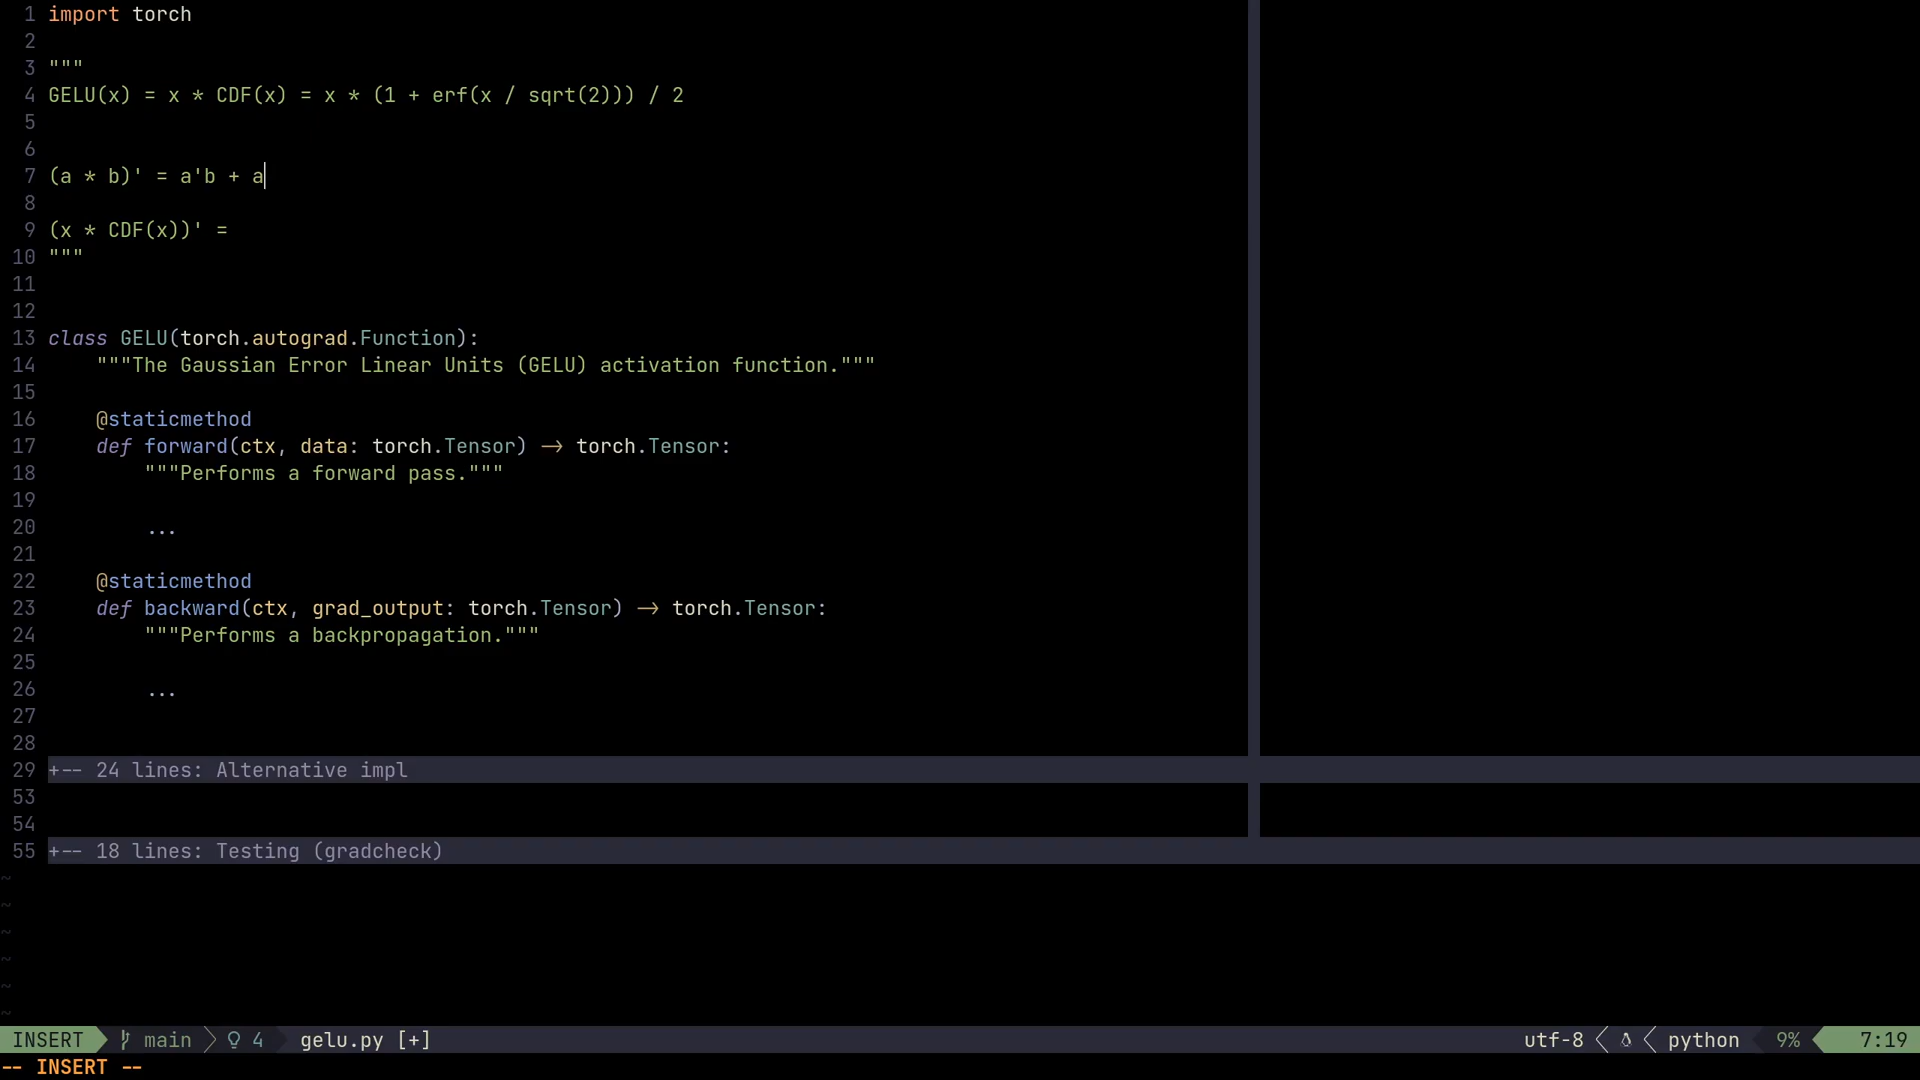 1 import torch
2
3 """
4 GELU(x) = x * CDF(x) = x * (1 + erf(x / sqrt(2))) / 2
5
6
7 (a * b)' = a'b + a
8
9 (x * CDF(x))' =
10 """
11
12
13 class GELU(torch.autograd.Function):
14     """The Gaussian Error Linear Units (GELU) activation function."""
15
16     @staticmethod
17     def forward(ctx, data: torch.Tensor) -> torch.Tensor:
18         """Performs a forward pass."""
19
20         ...
21
22     @staticmethod
23     def backward(ctx, grad_output: torch.Tensor) -> torch.Tensor:
24         """Performs a backpropagation."""
25
26         ...
27
28
29 +-- 24 lines: Alternative impl
53
54
55 +-- 18 lines: Testing (gradcheck)
~
~
~
~
~
~
INSERT main 4 gelu.py [+] utf-8 python 9% 7:19
-- INSERT --